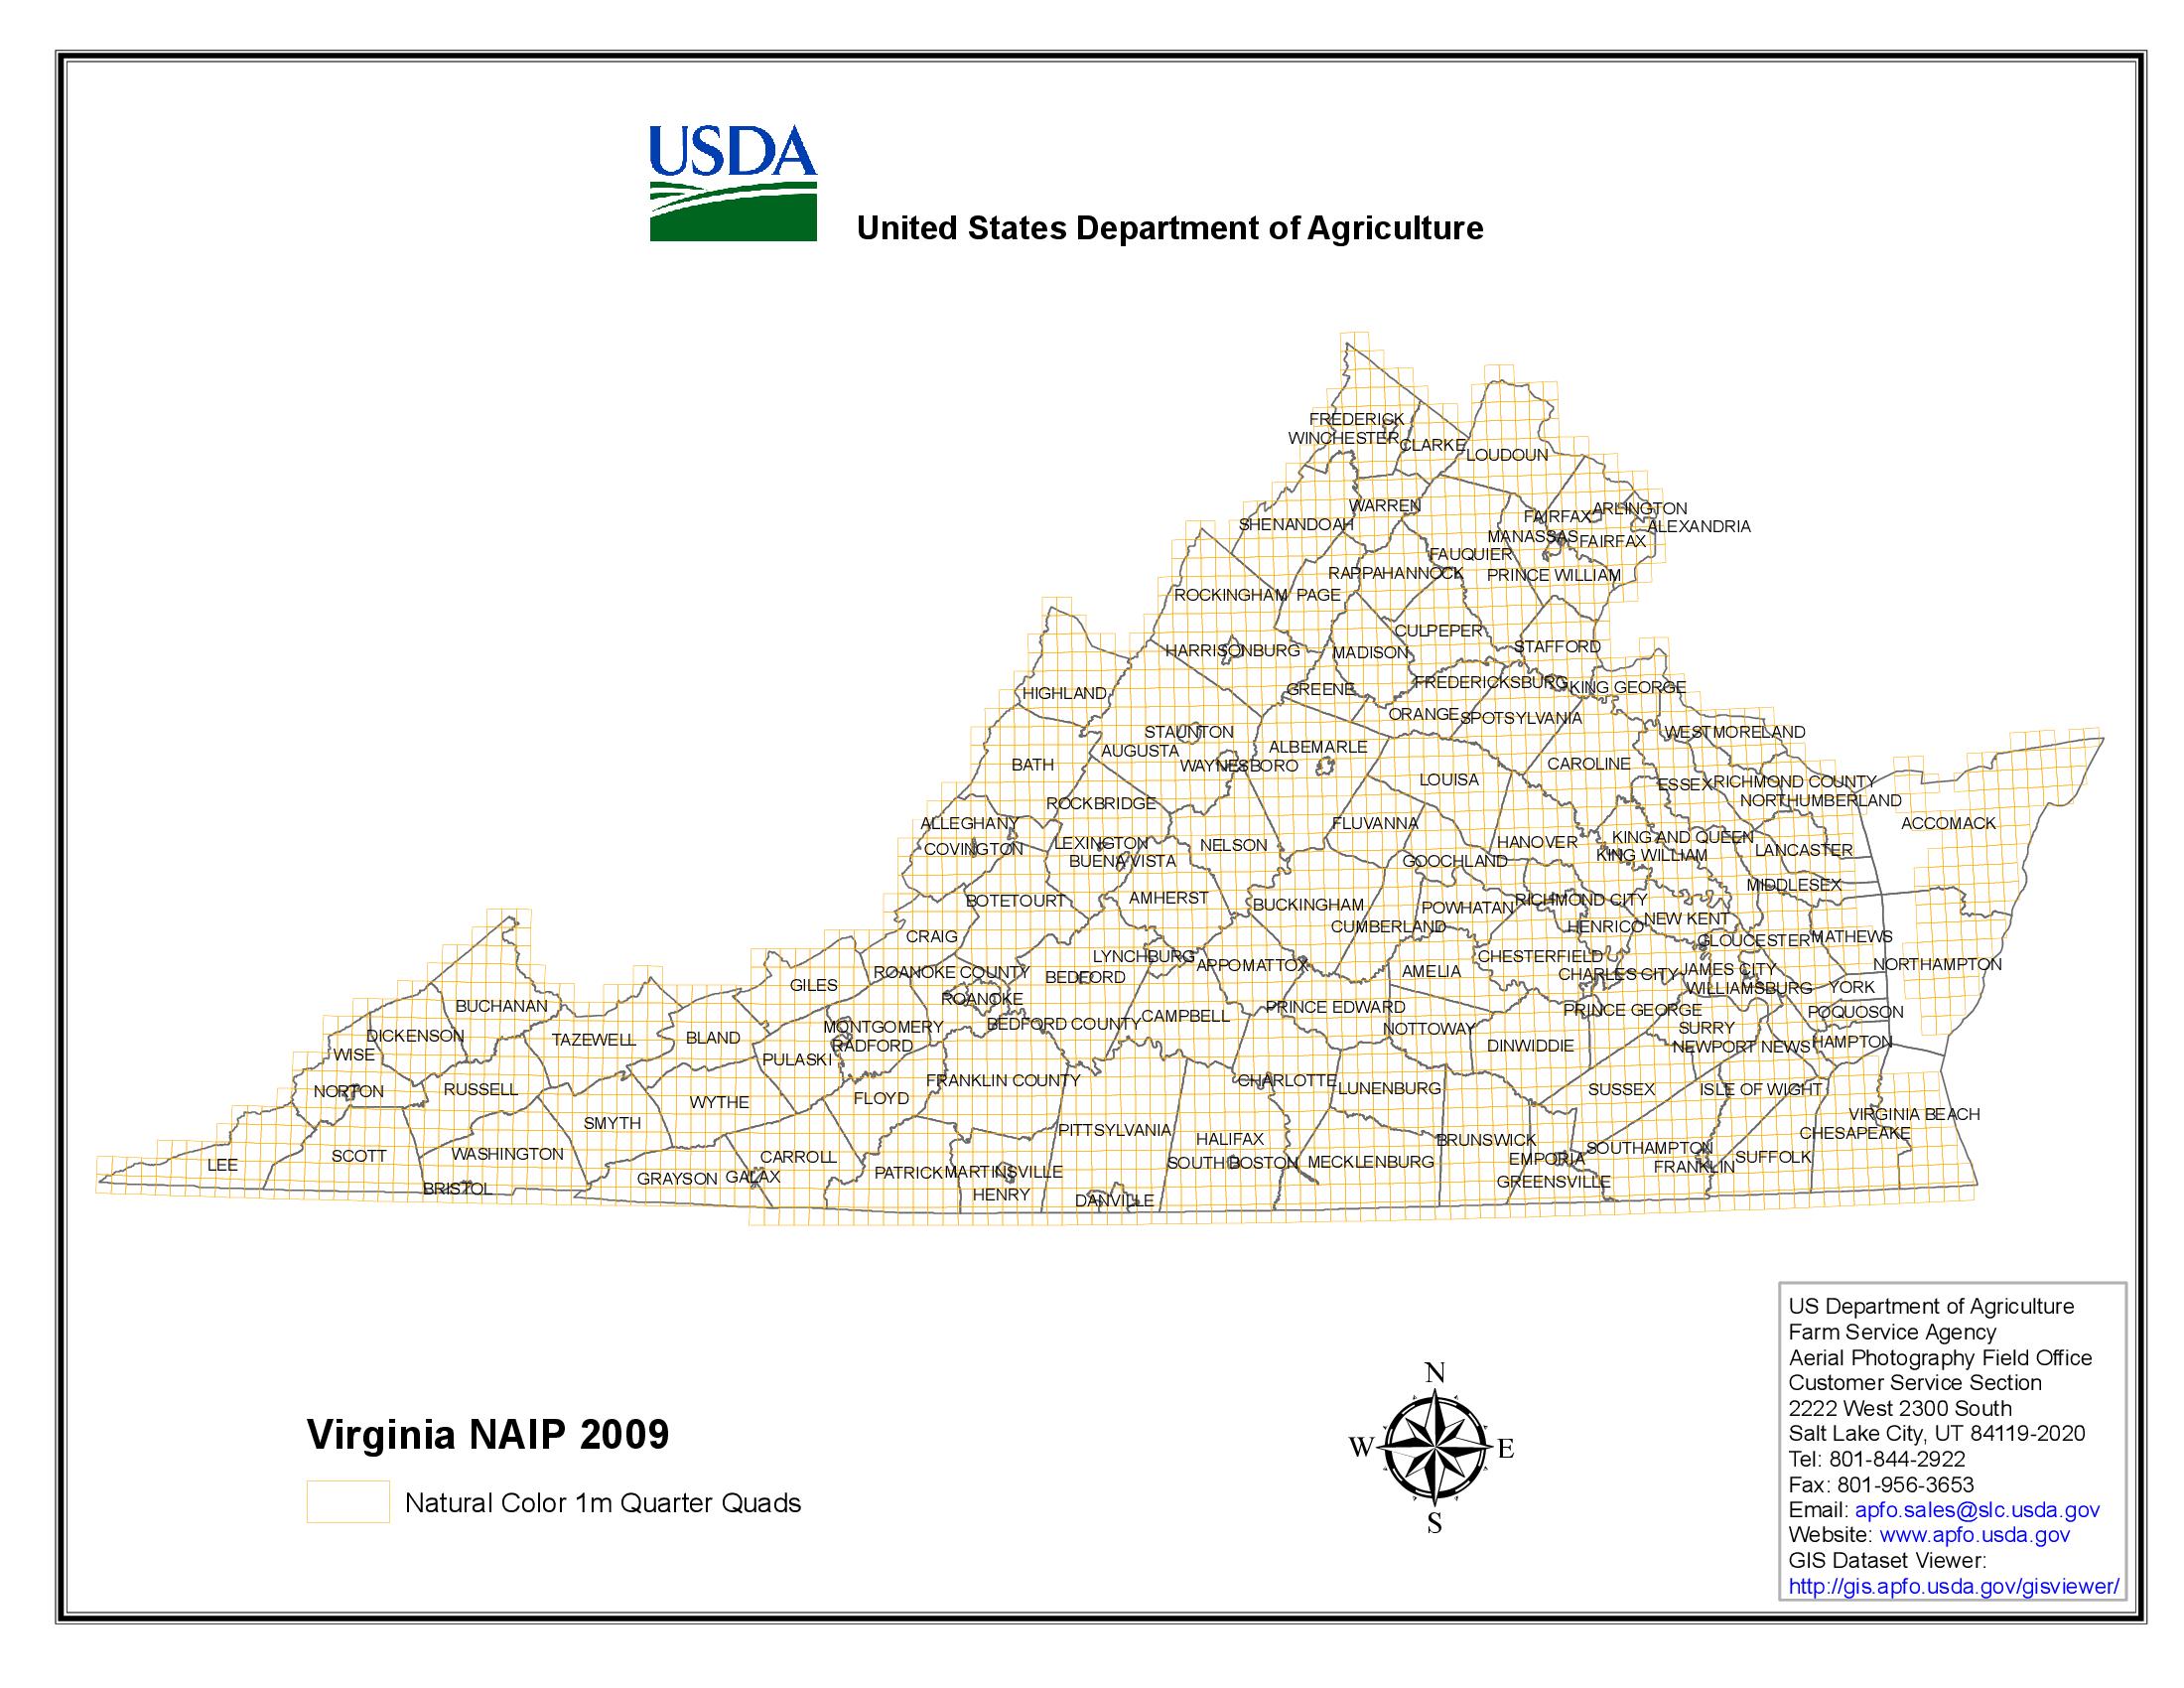 USDA
United States Department of Agriculture
FREDERICK
WINCHESTER
CLARKE
LOUDOUN
WARREN
SHENANDOAH
FAIRFAX
ARLINGTON
ALEXANDRIA
MANASSAS
FAIRFAX
FAUQUIER
RAPPAHANNOCK
PRINCE WILLIAM
ROCKINGHAM
PAGE
CULPEPER
HARRISONBURG
MADISON
STAFFORD
HIGHLAND
GREENE
FREDERICKSBURG
KING GEORGE
ORANGE
SPOTSYLVANIA
STAUNTON
WESTMORELAND
AUGUSTA
ALBEMARLE
BATH
WAYNESBORO
CAROLINE
LOUISA
ESSEX
RICHMOND COUNTY
ROCKBRIDGE
NORTHUMBERLAND
ALLEGHANY
FLUVANNA
ACCOMACK
COVINGTON
LEXINGTON
NELSON
HANOVER
KING AND QUEEN
BUENA VISTA
GOOCHLAND
KING WILLIAM
LANCASTER
MIDDLESEX
BOTETOURT
AMHERST
BUCKINGHAM
POWHATAN
RICHMOND CITY
CRAIG
CUMBERLAND
HENRICO
NEW KENT
GLOUCESTER
MATHEWS
LYNCHBURG
APPOMATTOX
CHESTERFIELD
NORTHAMPTON
ROANOKE COUNTY
BEDFORD
AMELIA
CHARLES CITY
JAMES CITY
GILES
ROANOKE
WILLIAMSBURG
YORK
BUCHANAN
PRINCE EDWARD
PRINCE GEORGE
POQUOSON
BEDFORD COUNTY
CAMPBELL
MONTGOMERY
NOTTOWAY
SURRY
DICKENSON
TAZEWELL
BLAND
RADFORD
DINWIDDIE
NEWPORT NEWS
HAMPTON
WISE
PULASKI
NORTON
RUSSELL
FRANKLIN COUNTY
CHARLOTTE
LUNENBURG
SUSSEX
ISLE OF WIGHT
WYTHE
FLOYD
SMYTH
PITTSYLVANIA
VIRGINIA BEACH
HALIFAX
BRUNSWICK
CHESAPEAKE
LEE
SCOTT
WASHINGTON
CARROLL
SOUTH BOSTON
MECKLENBURG
EMPORIA
SOUTHAMPTON
SUFFOLK
GRAYSON
GALAX
PATRICK
MARTINSVILLE
FRANKLIN
BRISTOL
HENRY
DANVILLE
GREENSVILLE
US Department of Agriculture
Farm Service Agency
Aerial Photography Field Office
Customer Service Section
2222 West 2300 South
Salt Lake City, UT 84119-2020
Tel: 801-844-2922
Fax: 801-956-3653
Email: apfo.sales@slc.usda.gov
Website: www.apfo.usda.gov
GIS Dataset Viewer:
http://gis.apfo.usda.gov/gisviewer/
N
W E
S
Virginia NAIP 2009
Natural Color 1m Quarter Quads